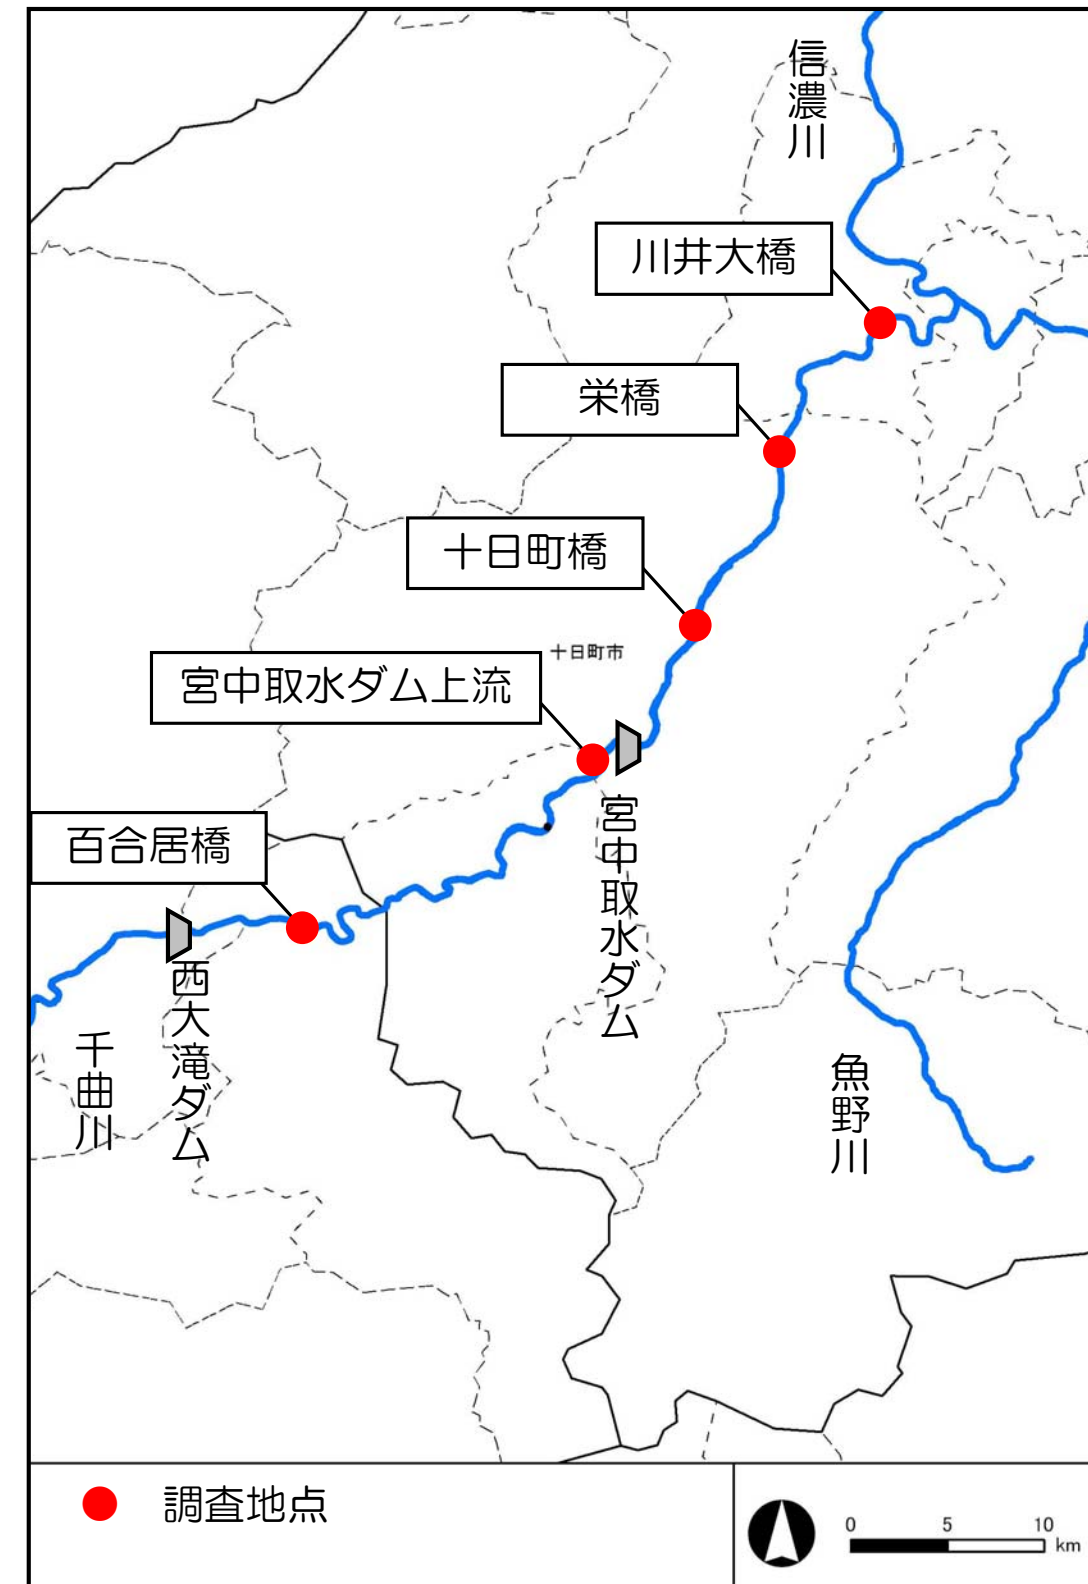 信濃川
川井大橋
栄橋
十日町橋
十日町市
宮中取水ダム上流
宮中取水ダム
百合居橋
西大滝ダム
千曲川
魚野川
調査地点
0 5 10 km